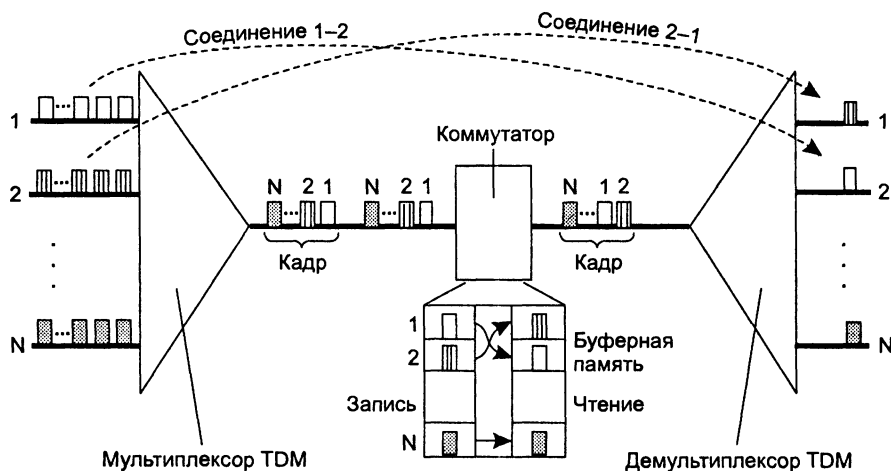 Соединение 1–2
Соединение 2–1
1
2
N
Коммутатор
N ... 2 1 N ... 2 1
N ... 1 2
Кадр
Кадр
1
2
N
1
2
N
Буферная
память
Запись
Чтение
Мультиплексор TDM
Демультиплексор TDM